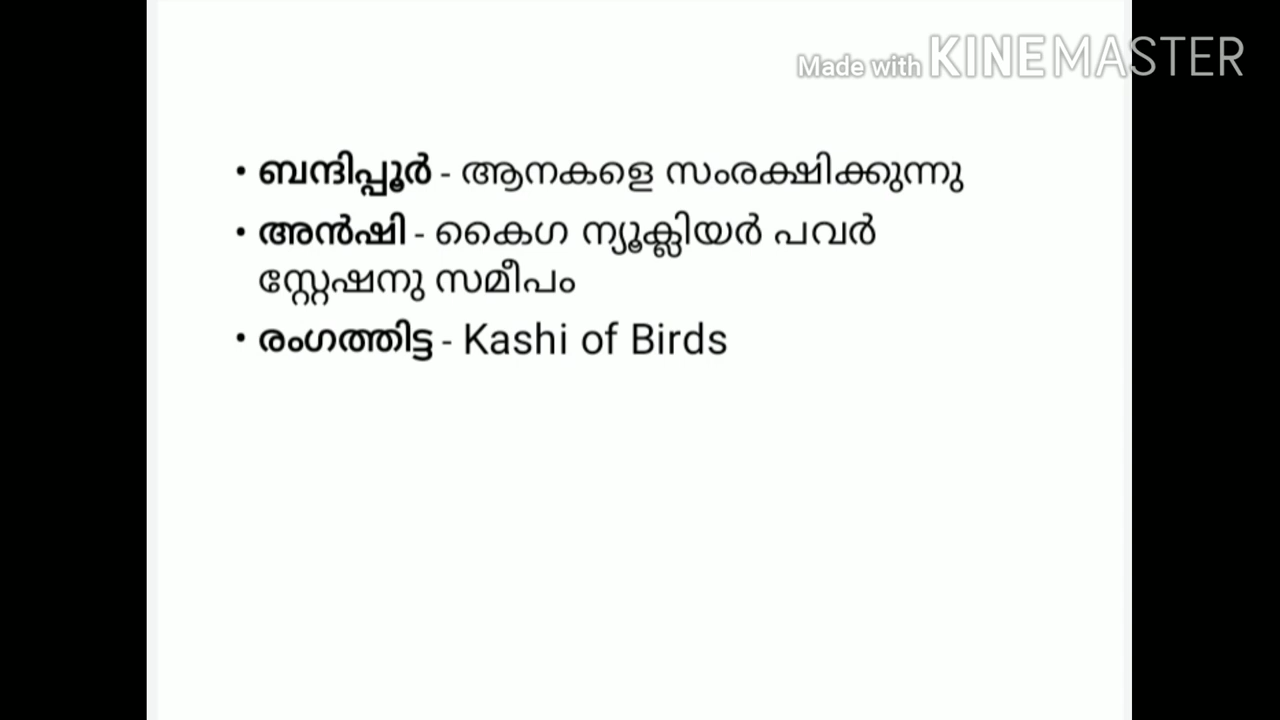 Made with KINEMASTER
• ബന്ദിപ്പൂർ - ആനകളെ സംരക്ഷിക്കുന്നു
• അൻഷി - കൈഗ ന്യൂക്ലിയർ പവർ
സ്റ്റേഷനു സമീപം
• രംഗത്തിട്ട - Kashi of Birds